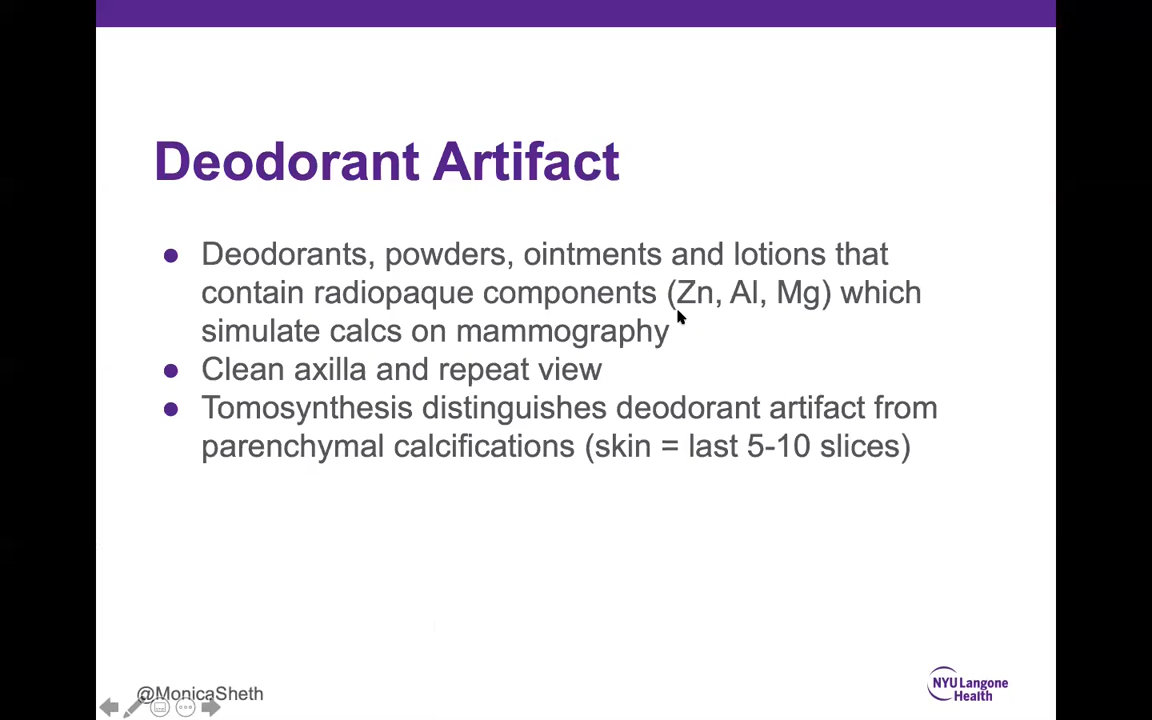 Deodorant Artifact
● Deodorants, powders, ointments and lotions that
contain radiopaque components (Zn, Al, Mg) which
simulate calcs on mammography
● Clean axilla and repeat view
● Tomosynthesis distinguishes deodorant artifact from
parenchymal calcifications (skin = last 5-10 slices)
@MonicaSheth
NYU Langone
Health